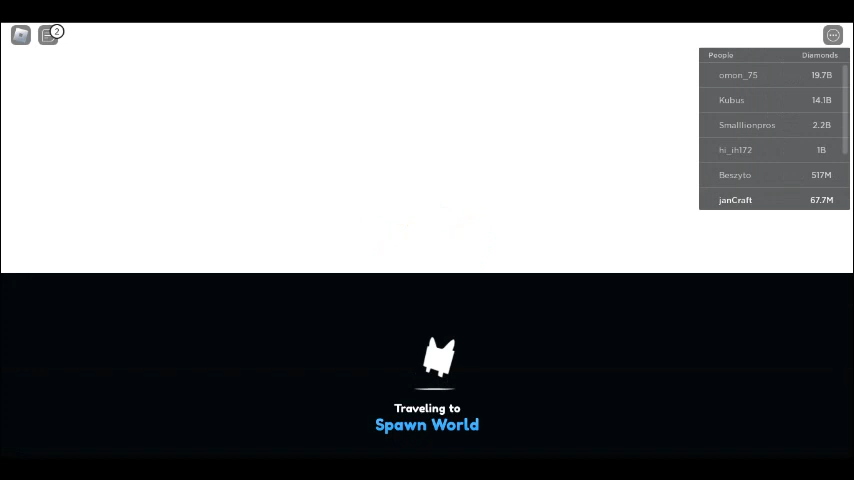 2
People Diamonds
omon_75 19.7B
Kubus 14.1B
Smalllionpros 2.2B
hi_ih172 1B
Beszyto 517M
janCraft 67.7M
Traveling to
Spawn World